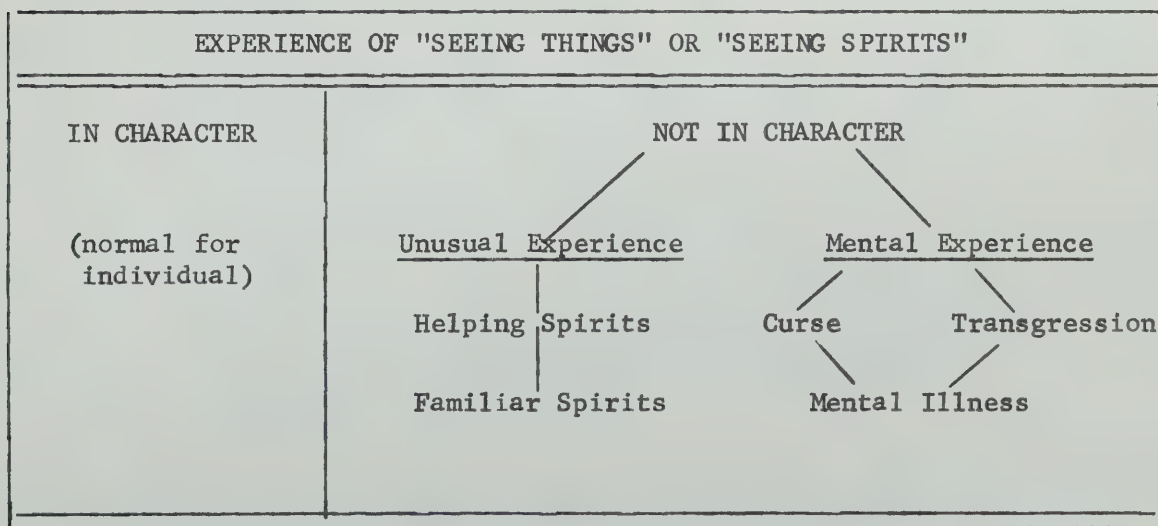 EXPERIENCE OF "SEEING THINGS" OR "SEEING SPIRITS"
IN CHARACTER
(normal for
individual)
NOT IN CHARACTER
Unusual Experience
Mental Experience
Helping Spirits
Curse
Transgression
Familiar Spirits
Mental Illness